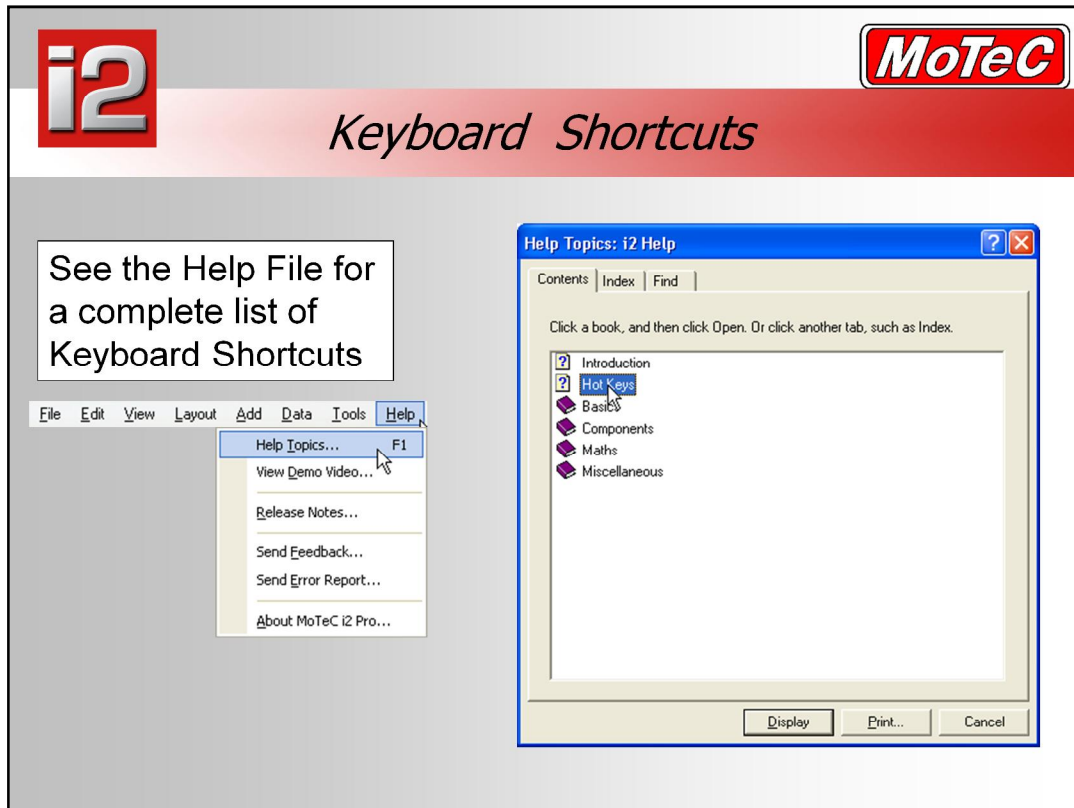 i2
MoTeC
Keyboard Shortcuts
See the Help File for
a complete list of
Keyboard Shortcuts
File Edit View Layout Add Data Tools Help
Help Topics... F1
View Demo Video...
Release Notes...
Send Feedback...
Send Error Report...
About MoTeC i2 Pro...
Help Topics: i2 Help
Contents Index Find
Click a book, and then click Open. Or click another tab, such as Index.
Introduction
Hot Keys
Basics
Components
Maths
Miscellaneous
Display Print... Cancel